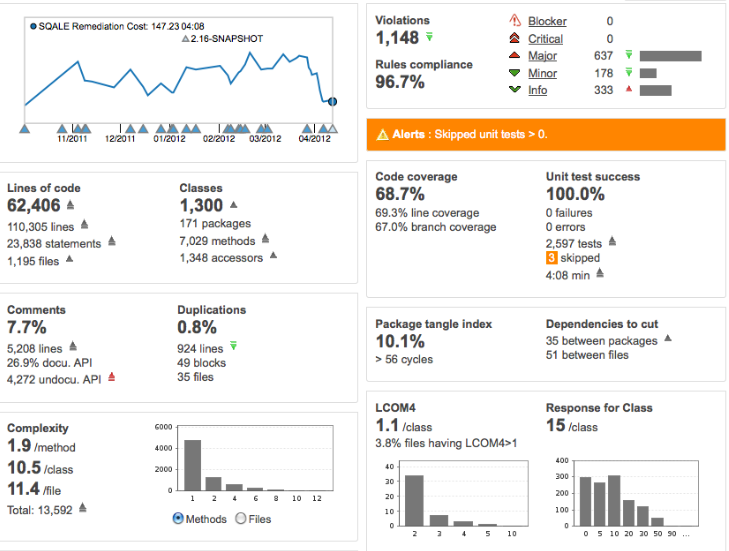 SQALE Remediation Cost: 147.23 04:08
2.16-SNAPSHOT
11/2011 12/2011 01/2012 02/2012 03/2012 04/2012
Lines of code
62,406
110,305 lines
23,838 statements
1,195 files
Classes
1,300
171 packages
7,029 methods
1,348 accessors
Comments
7.7%
5,208 lines
26.9% docu. API
4,272 undocu. API
Duplications
0.8%
924 lines
49 blocks
35 files
Complexity
1.9 /method
10.5 /class
11.4 /file
Total: 13,592
6000
4000
2000
0
1 2 4 6 8 10 12
Methods Files
Violations
1,148
Rules compliance
96.7%
Blocker 0
Critical 0
Major 637
Minor 178
Info 333
Alerts : Skipped unit tests > 0.
Code coverage
68.7%
69.3% line coverage
67.0% branch coverage
Unit test success
100.0%
0 failures
0 errors
2,597 tests
3 skipped
4:08 min
Package tangle index
10.1%
> 56 cycles
Dependencies to cut
35 between packages
51 between files
LCOM4
1.1 /class
3.8% files having LCOM4>1
40
30
20
10
0
2 3 4 5 10
Response for Class
15 /class
400
300
200
100
0
0 5 10 20 30 50 90 ...